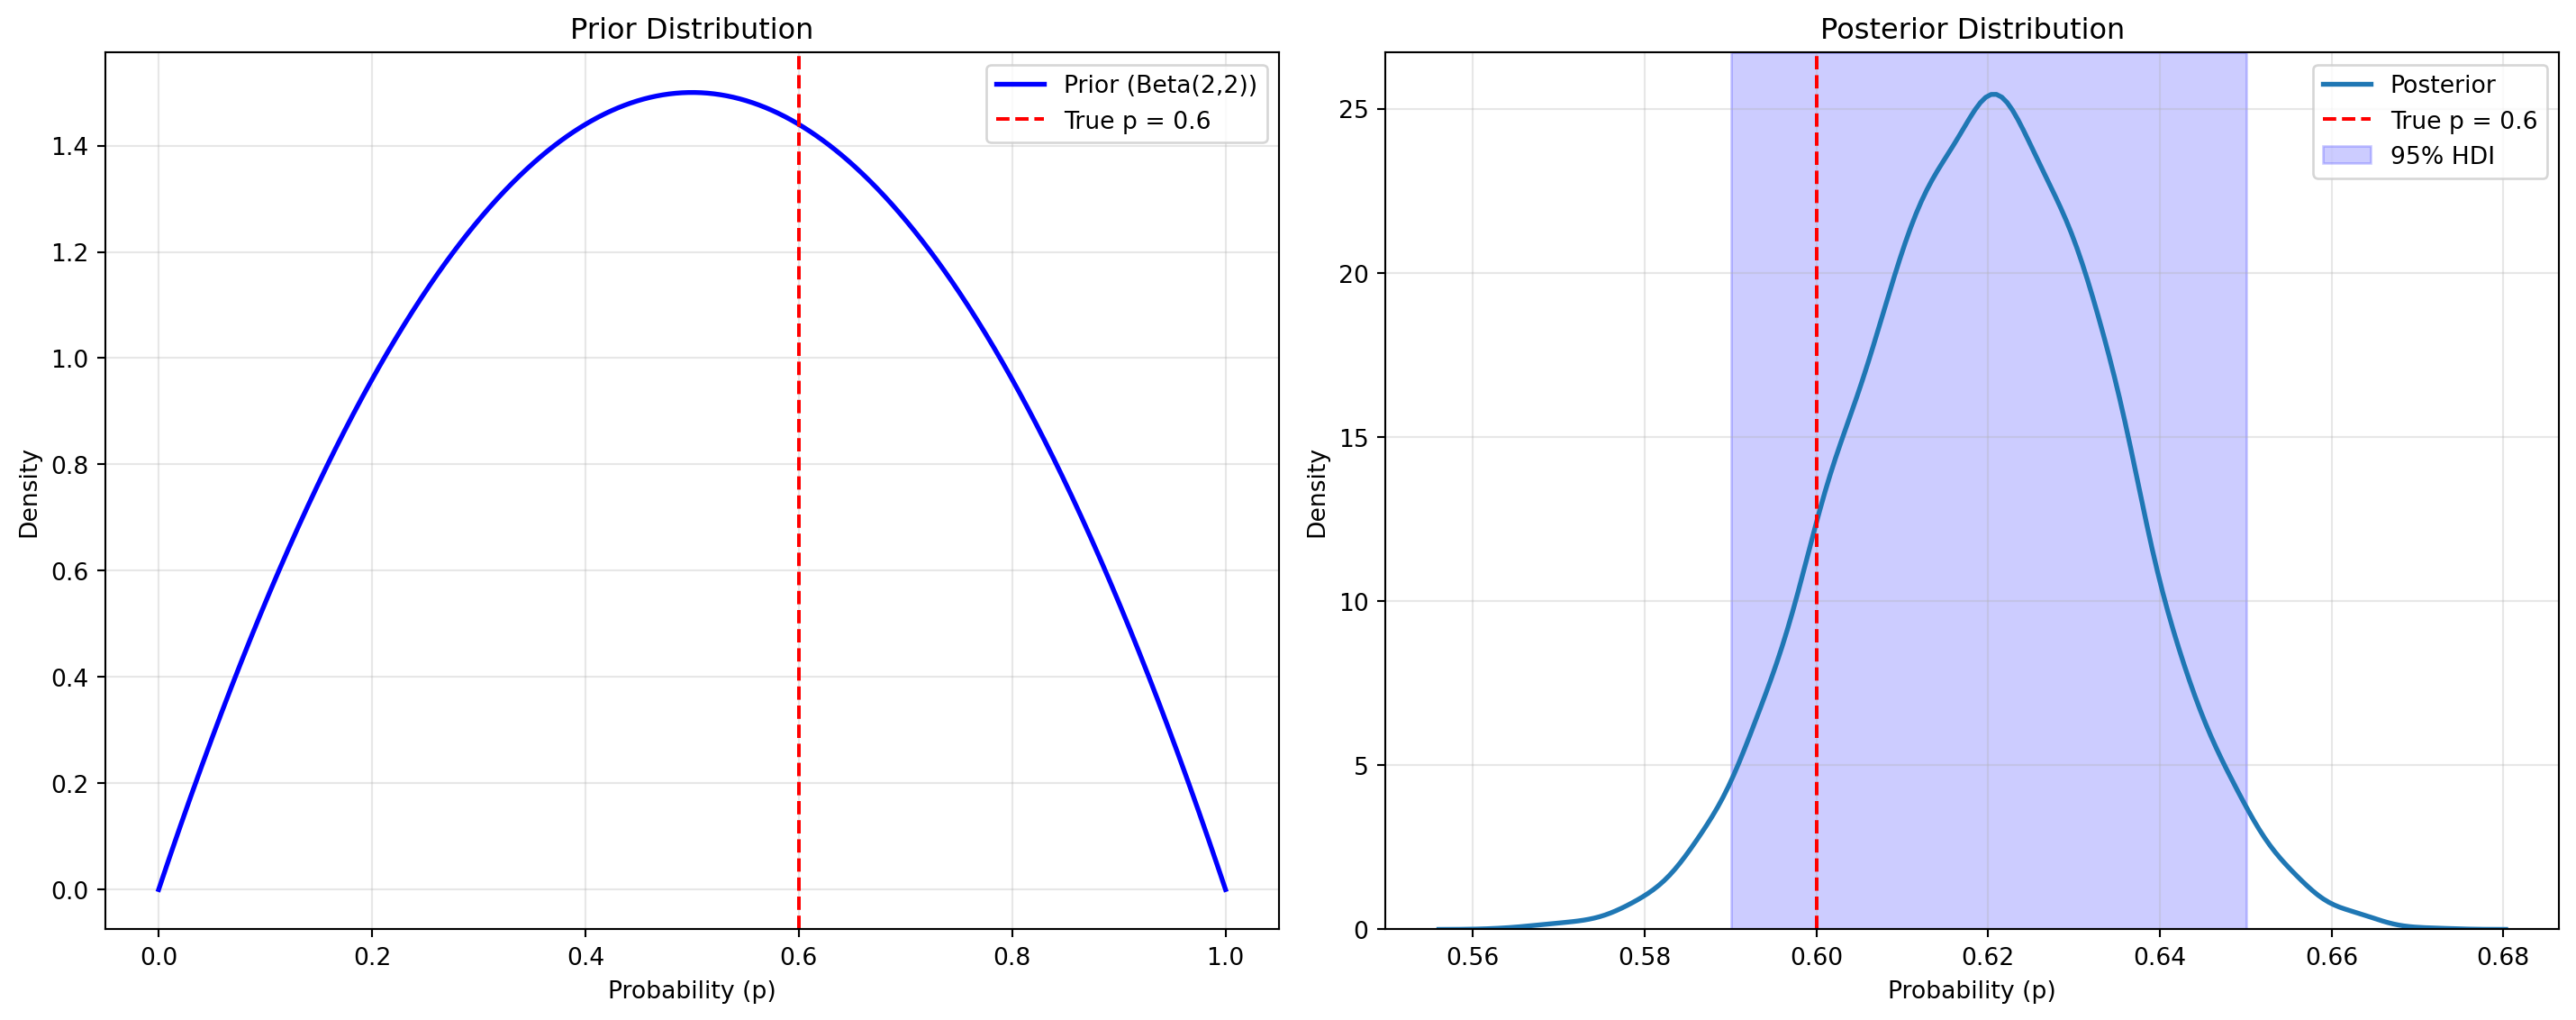 Prior Distribution
Prior (Beta(2,2))
True p = 0.6
Density
1.4
1.2
1.0
0.8
0.6
0.4
0.2
0.0
0.0 0.2 0.4 0.6 0.8 1.0
Probability (p)
Posterior Distribution
Posterior
True p = 0.6
95% HDI
Density
25
20
15
10
5
0
0.56 0.58 0.60 0.62 0.64 0.66 0.68
Probability (p)